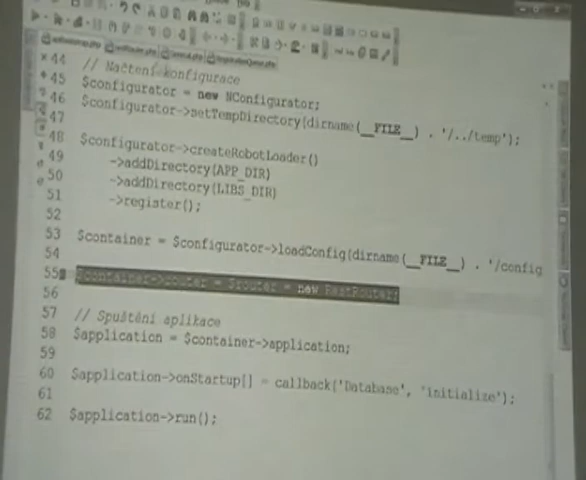 44 // Načtení konfigurace
45 $configurator = new NConfigurator;
46 $configurator->setTempDirectory(dirname(__FILE__) . '/../temp');
47
48 $configurator->createRobotLoader()
49 ->addDirectory(APP_DIR)
50 ->addDirectory(LIBS_DIR)
51 ->register();
52
53 $container = $configurator->loadConfig(dirname(__FILE__) . '/config
54
55 $container->router = $router = new RestRouter;
56
57 // Spuštění aplikace
58 $application = $container->application;
59
60 $application->onStartup[] = callback('Database', 'initialize');
61
62 $application->run();